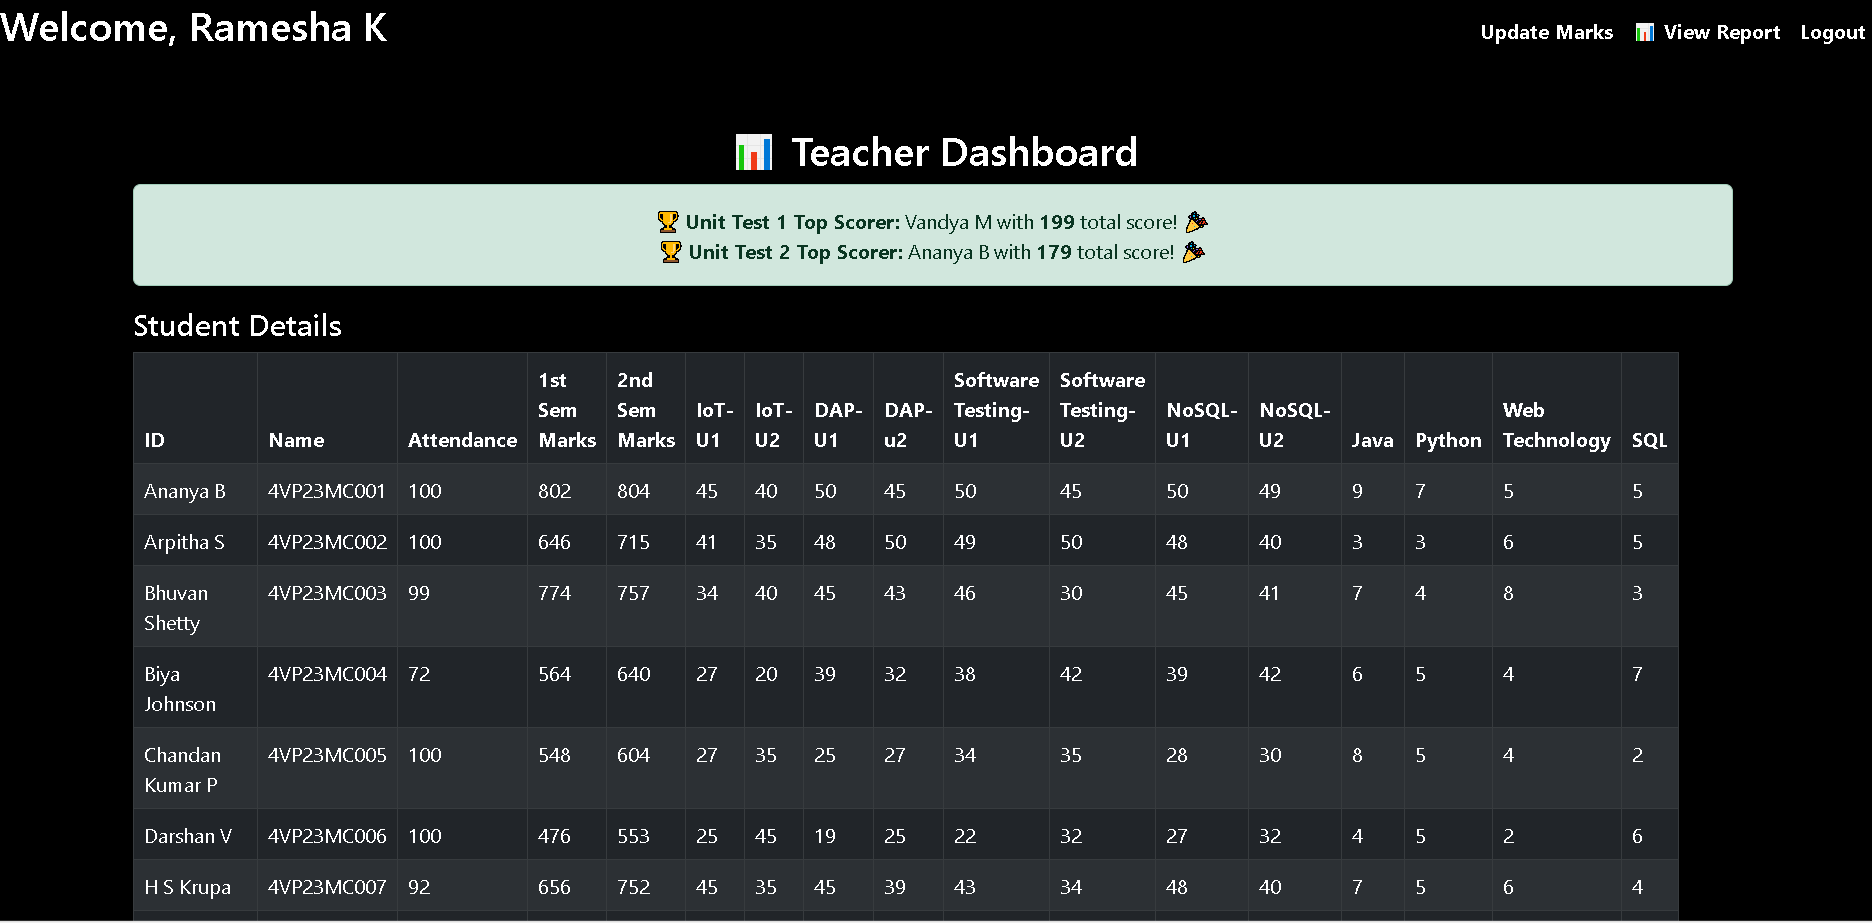 Welcome, Ramesha K
Update Marks 📊 View Report Logout
📊 Teacher Dashboard
🏆 Unit Test 1 Top Scorer: Vandya M with 199 total score! 🎉
🏆 Unit Test 2 Top Scorer: Ananya B with 179 total score! 🎉
Student Details
ID Name Attendance 1st Sem Marks 2nd Sem Marks IoT-U1 IoT-U2 DAP-U1 DAP-u2 Software Testing-U1 Software Testing-U2 NoSQL-U1 NoSQL-U2 Java Python Web Technology SQL
Ananya B 4VP23MC001 100 802 804 45 40 50 45 50 45 50 49 9 7 5 5
Arpitha S 4VP23MC002 100 646 715 41 35 48 50 49 50 48 40 3 3 6 5
Bhuvan Shetty 4VP23MC003 99 774 757 34 40 45 43 46 30 45 41 7 4 8 3
Biya Johnson 4VP23MC004 72 564 640 27 20 39 32 38 42 39 42 6 5 4 7
Chandan Kumar P 4VP23MC005 100 548 604 27 35 25 27 34 35 28 30 8 5 4 2
Darshan V 4VP23MC006 100 476 553 25 45 19 25 22 32 27 32 4 5 2 6
H S Krupa 4VP23MC007 92 656 752 45 35 45 39 43 34 48 40 7 5 6 4